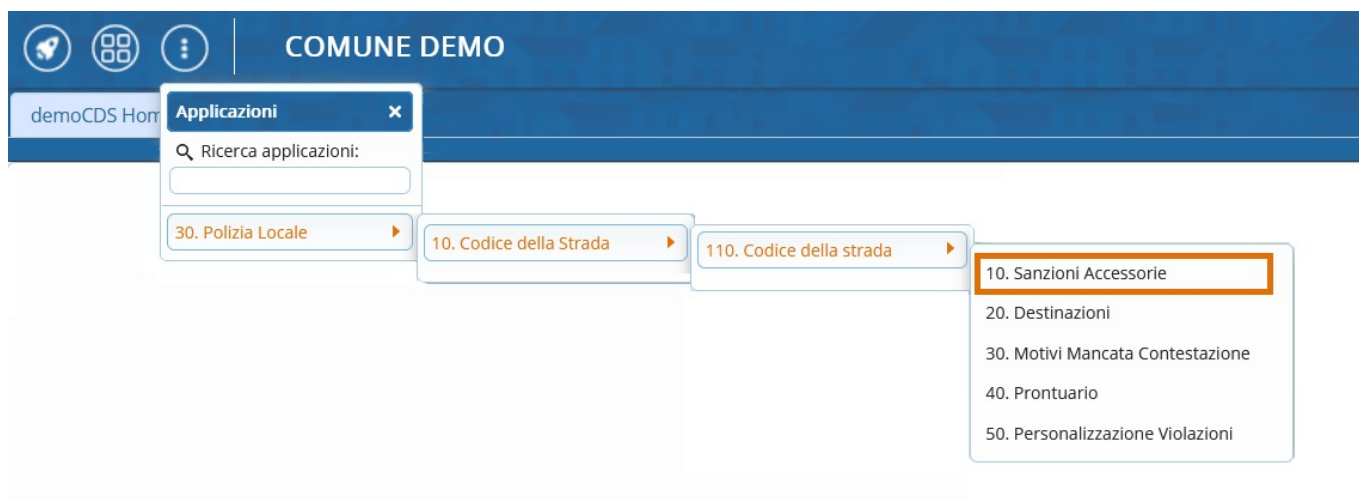 COMUNE DEMO
demoCDS Hom
Applicazioni
Ricerca applicazioni:
30. Polizia Locale
10. Codice della Strada
110. Codice della strada
10. Sanzioni Accessorie
20. Destinazioni
30. Motivi Mancata Contestazione
40. Prontuario
50. Personalizzazione Violazioni